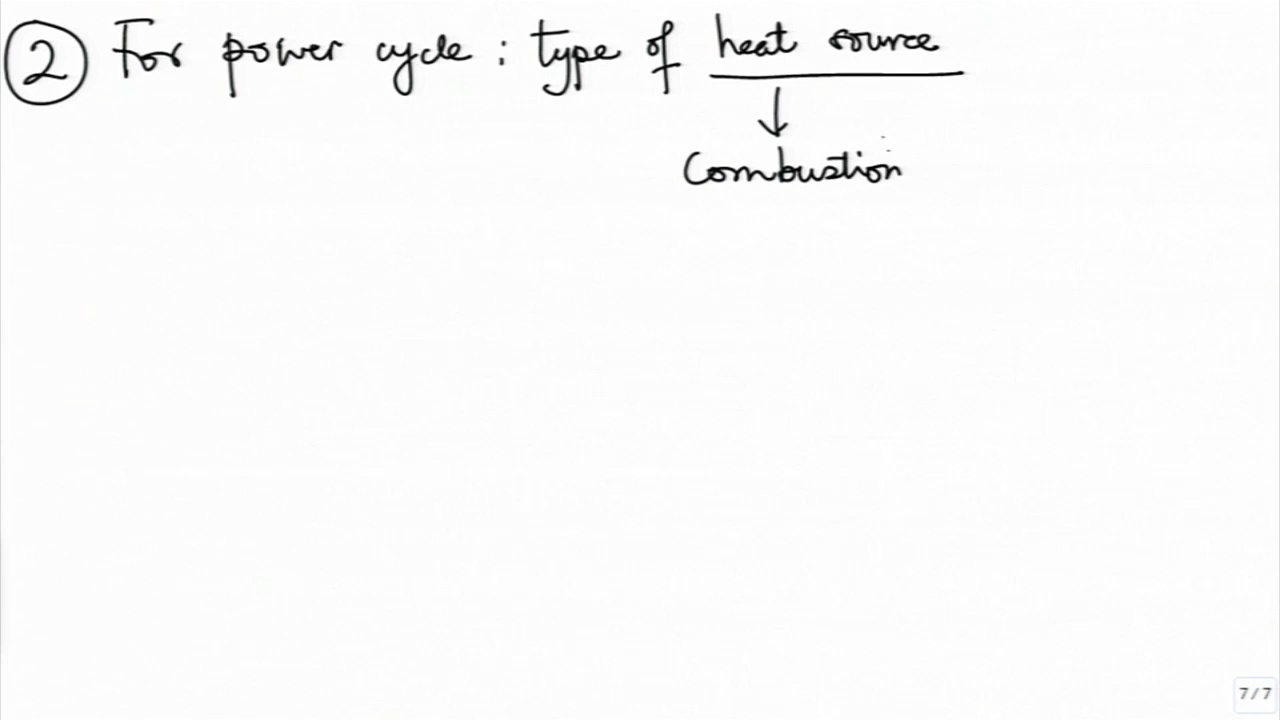 ② For power cycle : type of heat source
↓
Combustion
7/7